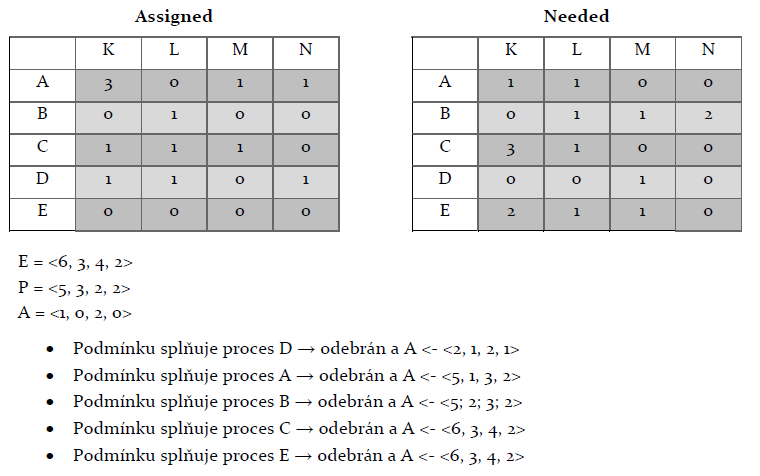 Assigned Needed
K L M N K L M N
A 3 0 1 1 A 1 1 0 0
B 0 1 0 0 B 0 1 1 2
C 1 1 1 0 C 3 1 0 0
D 1 1 0 1 D 0 0 1 0
E 0 0 0 0 E 2 1 1 0
E = <6, 3, 4, 2>
P = <5, 3, 2, 2>
A = <1, 0, 2, 0>
• Podmínku splňuje proces D → odebrán a A <- <2, 1, 2, 1>
• Podmínku splňuje proces A → odebrán a A <- <5, 1, 3, 2>
• Podmínku splňuje proces B → odebrán a A <- <5; 2; 3; 2>
• Podmínku splňuje proces C → odebrán a A <- <6, 3, 4, 2>
• Podmínku splňuje proces E → odebrán a A <- <6, 3, 4, 2>